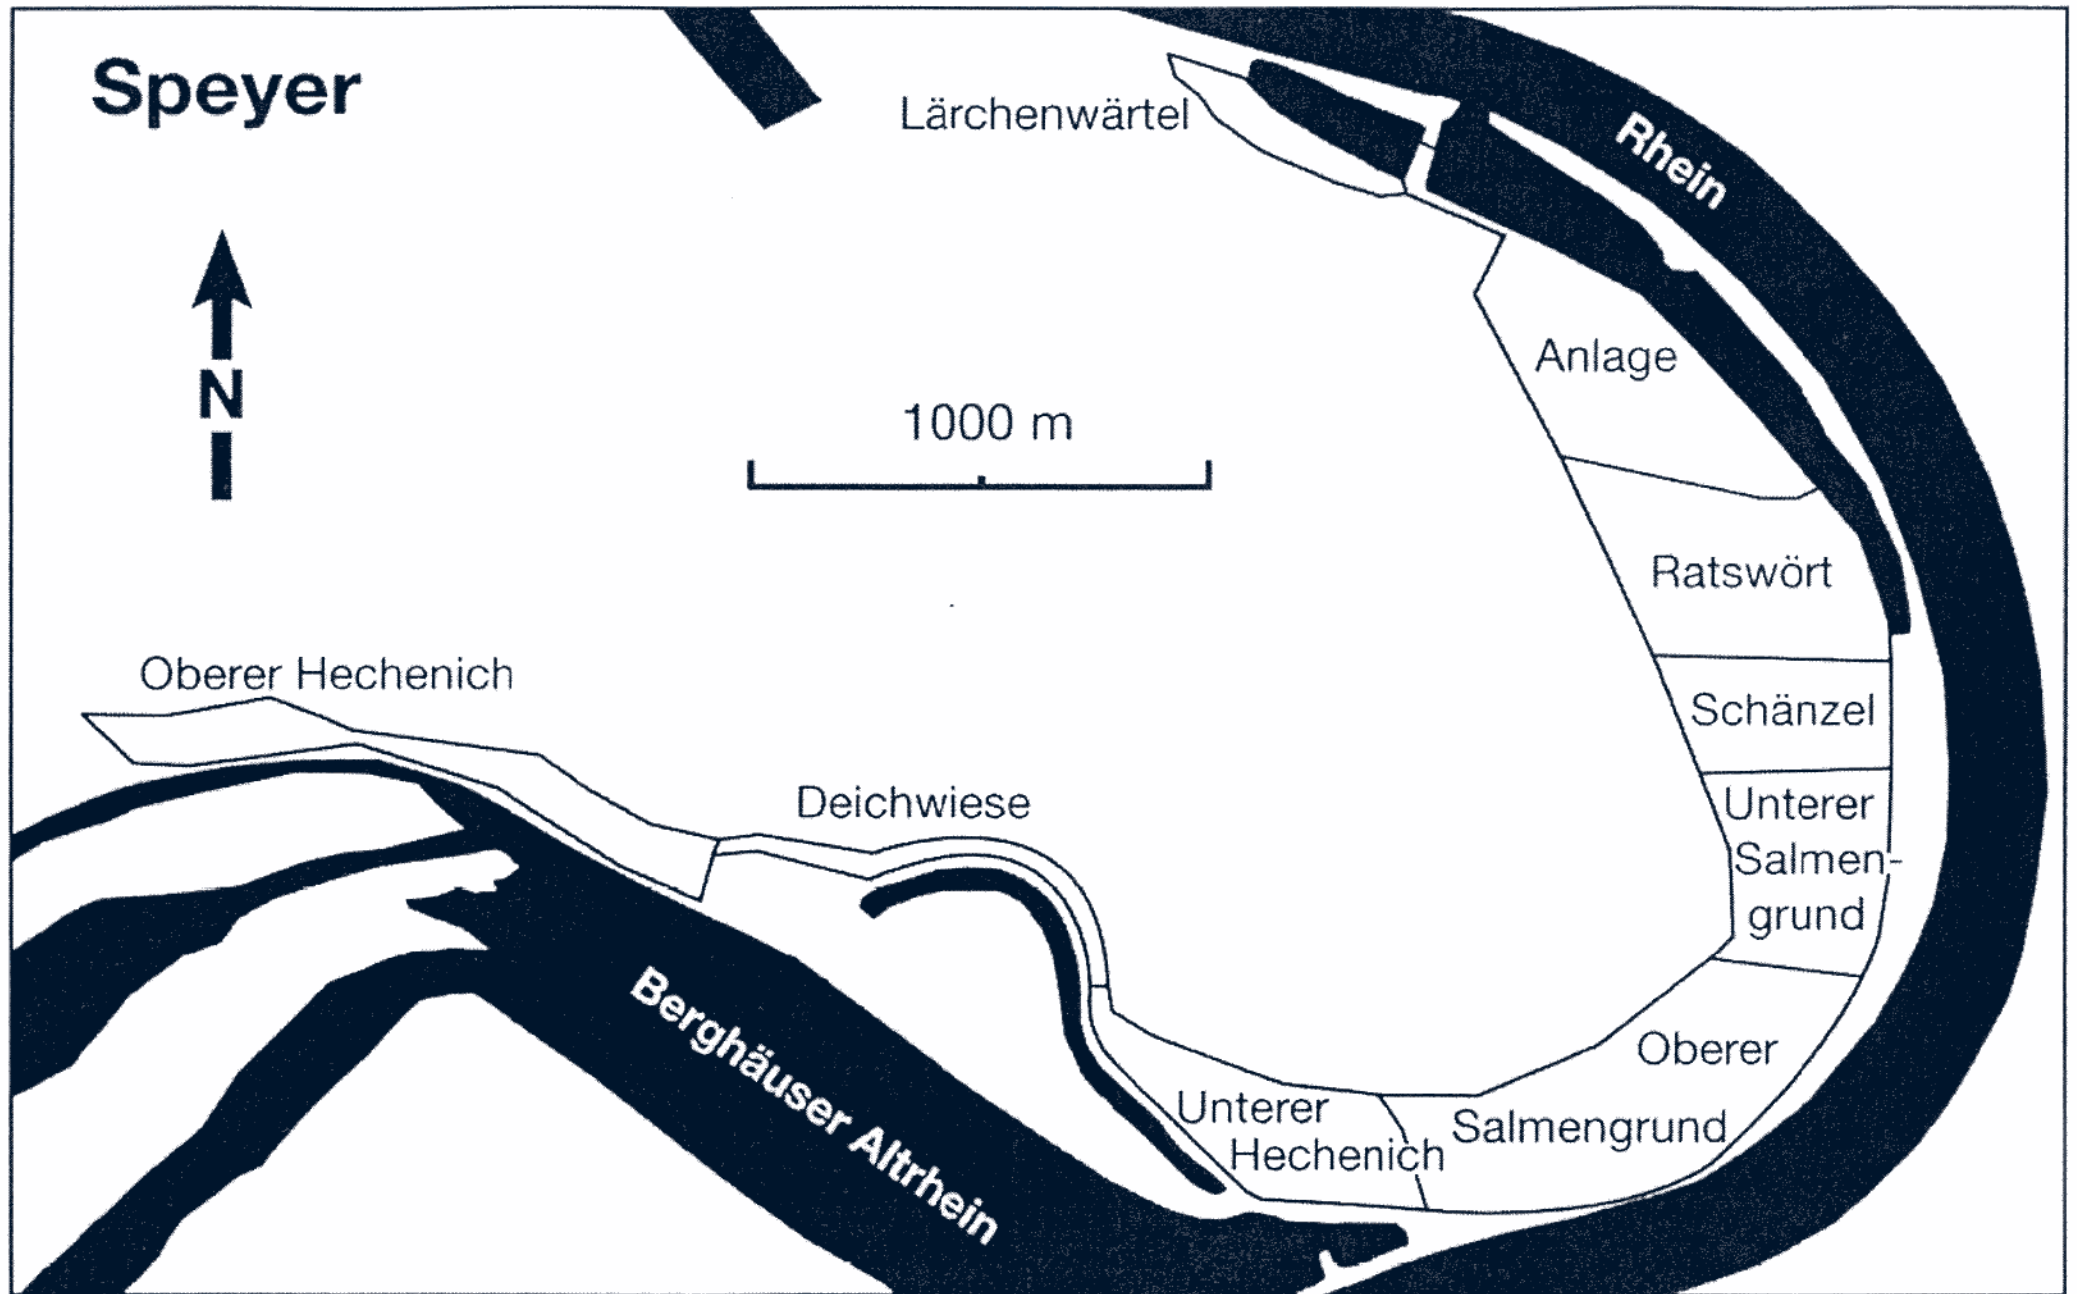 Speyer
Lärchenwärtel
Rhein
N
Anlage
1000 m
Ratswört
Oberer Hechenich
Schänzel
Deichwiese
Unterer
Salmen-
grund
Berghäuser Altrhein
Oberer
Salmengrund
Unterer
Hechenich